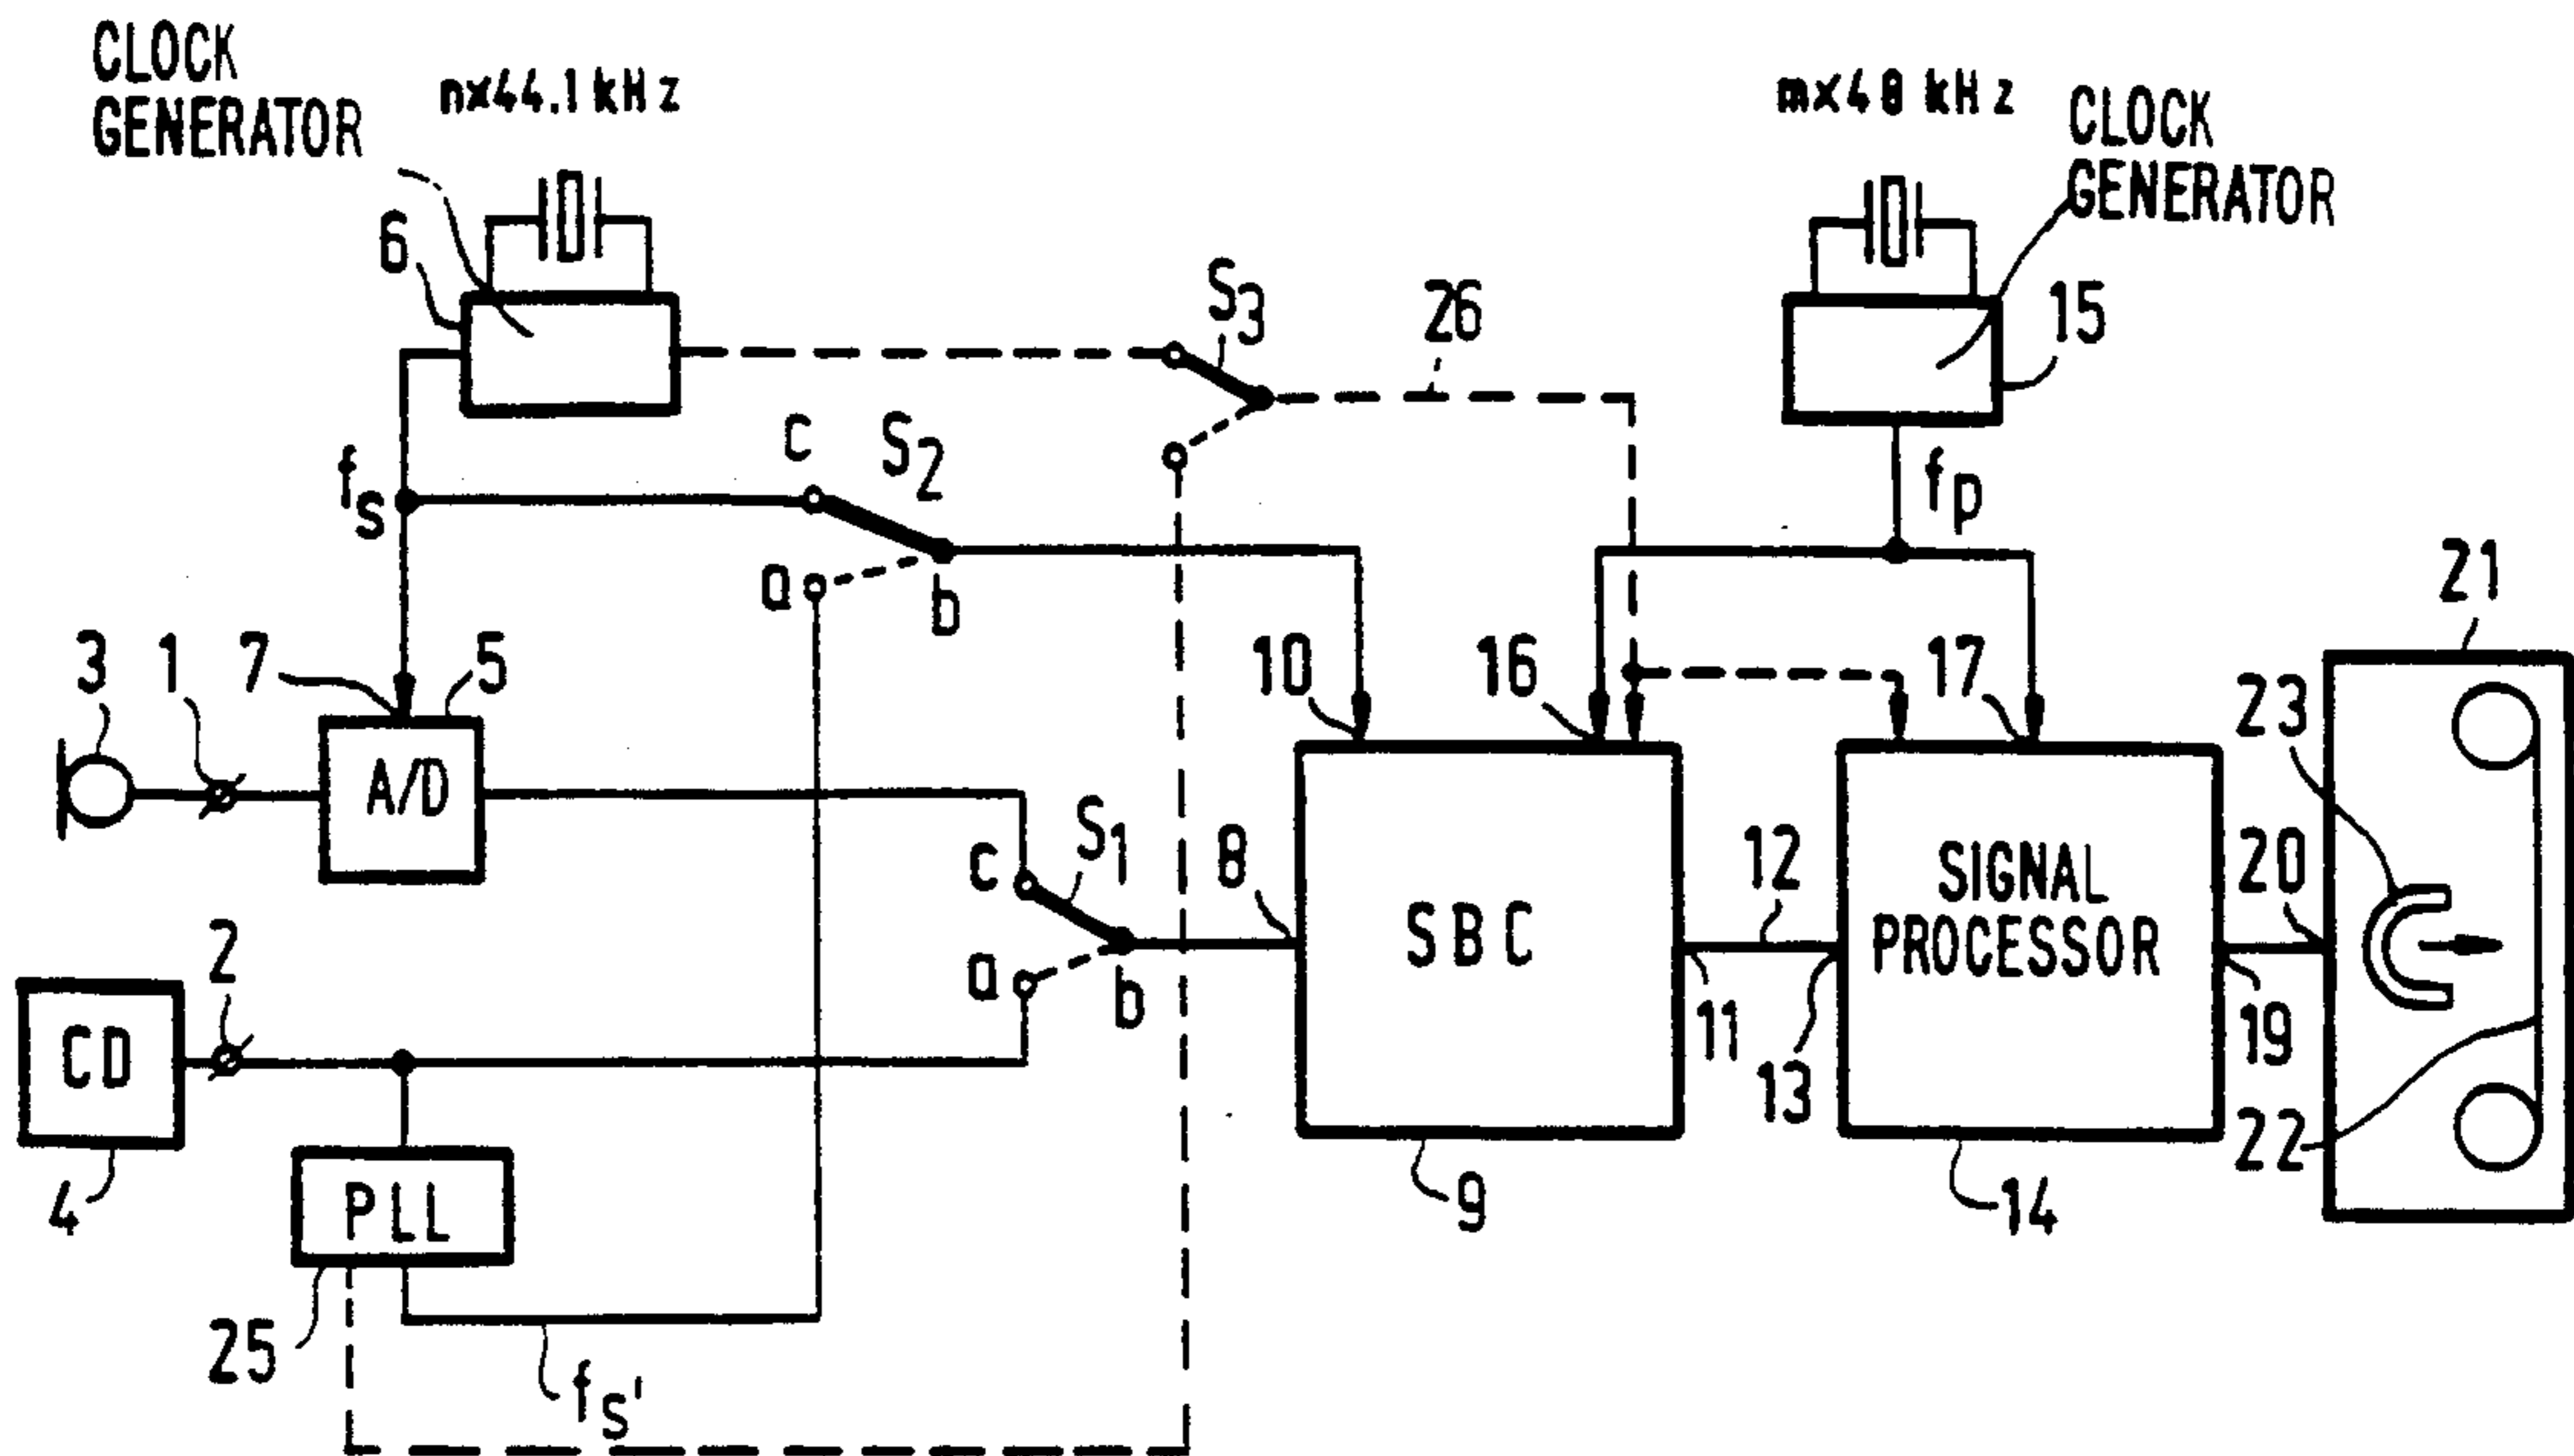 CLOCK
GENERATOR
nx44.1 kHz
mx48 kHz
CLOCK
GENERATOR
6
S3
26
15
fs
c
S2
a
b
fp
21
3
1
7
5
10
16
17
23
A/D
c
S1
a
b
8
SBC
12
SIGNAL
PROCESSOR
20
2
CD
4
11
13
19
22
PLL
25
9
14
fs'